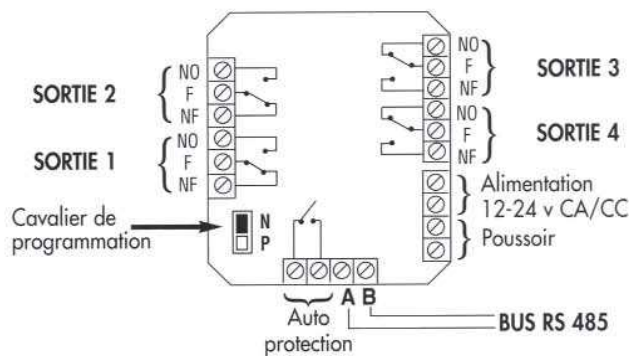 SORTIE 2
NO
F
NF
SORTIE 1
NO
F
NF
Cavalier de
programmation
N
P
NO
F
NF
SORTIE 3
NO
F
NF
SORTIE 4
Alimentation
12-24 v CA/CC
Poussoir
Auto
protection
A B
BUS RS 485